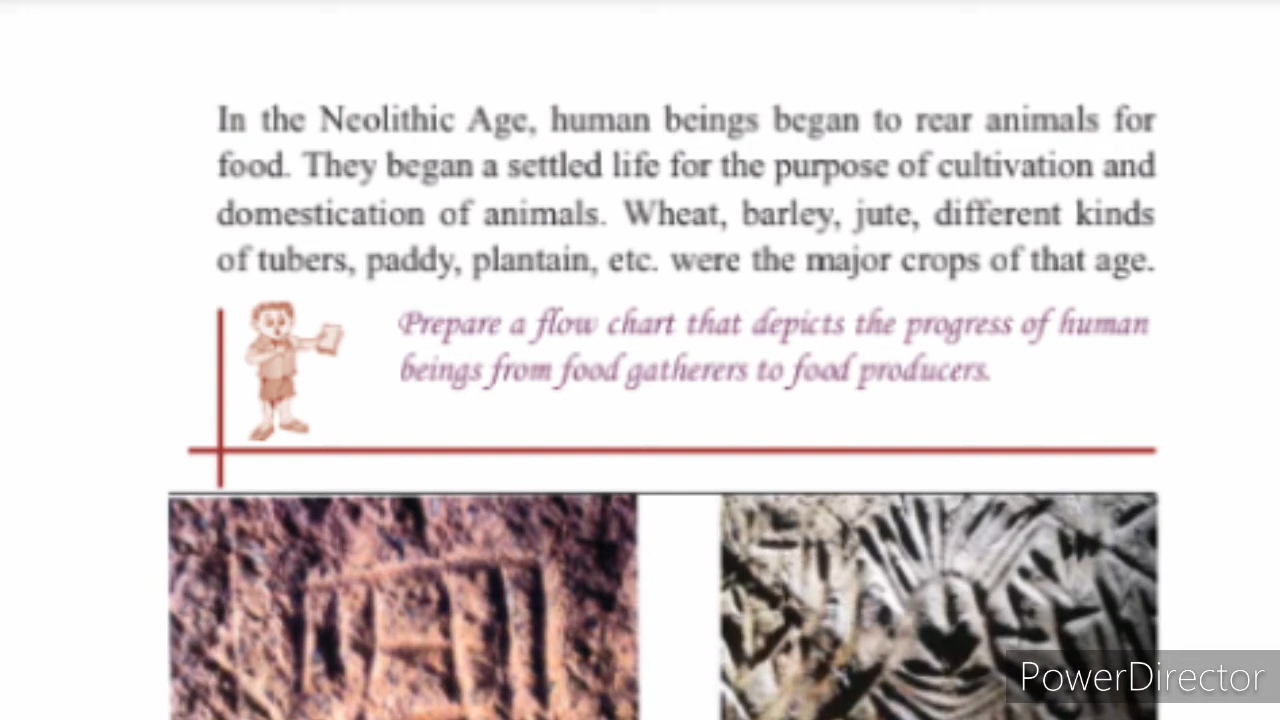 In the Neolithic Age, human beings began to rear animals for
food. They began a settled life for the purpose of cultivation and
domestication of animals. Wheat, barley, jute, different kinds
of tubers, paddy, plantain, etc. were the major crops of that age.
Prepare a flow chart that depicts the progress of human
beings from food gatherers to food producers.
PowerDirector